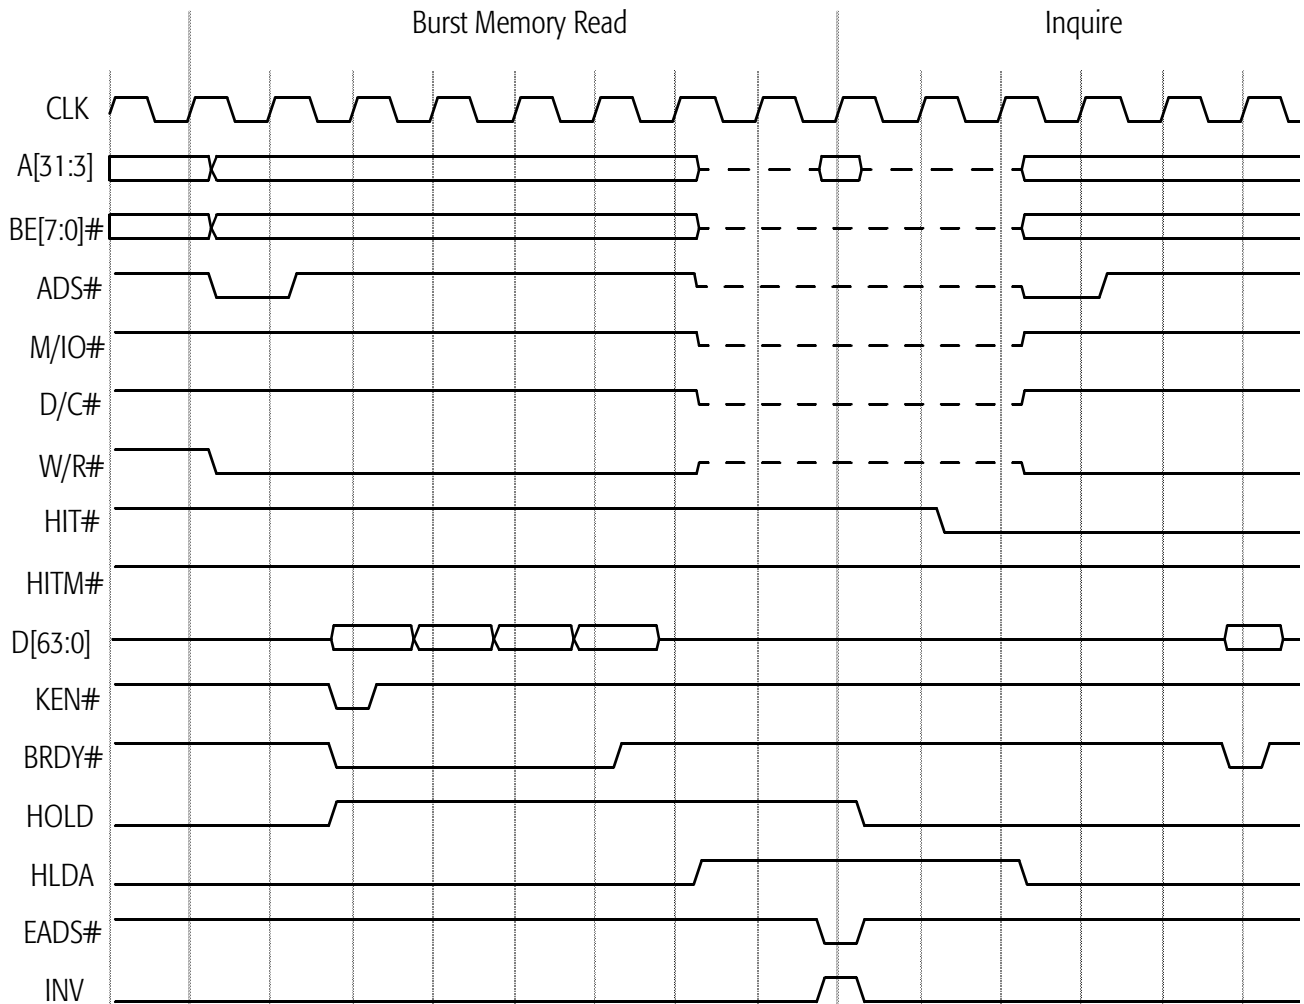 Burst Memory Read
Inquire
CLK
A[31:3]
BE[7:0]#
ADS#
M/IO#
D/C#
W/R#
HIT#
HITM#
D[63:0]
KEN#
BRDY#
HOLD
HLDA
EADS#
INV